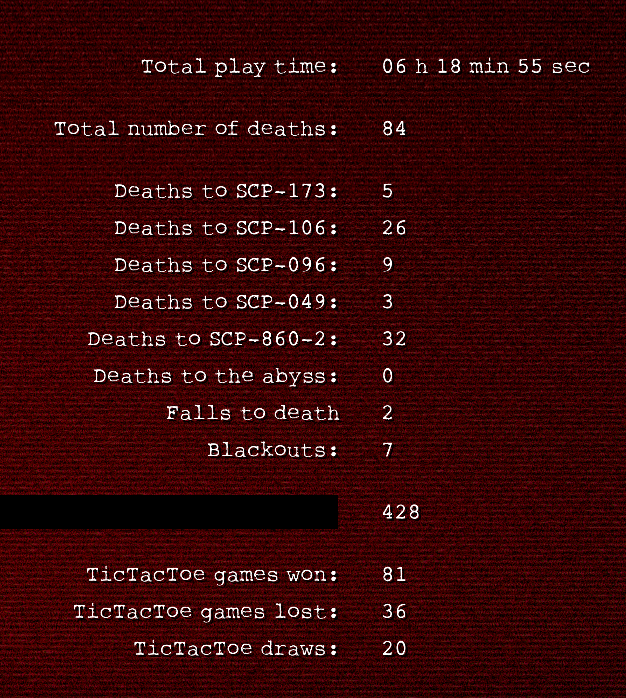 Total play time: 06 h 18 min 55 sec
Total number of deaths: 84
Deaths to SCP-173: 5
Deaths to SCP-106: 26
Deaths to SCP-096: 9
Deaths to SCP-049: 3
Deaths to SCP-860-2: 32
Deaths to the abyss: 0
Falls to death 2
Blackouts: 7
428
TicTacToe games won: 81
TicTacToe games lost: 36
TicTacToe draws: 20